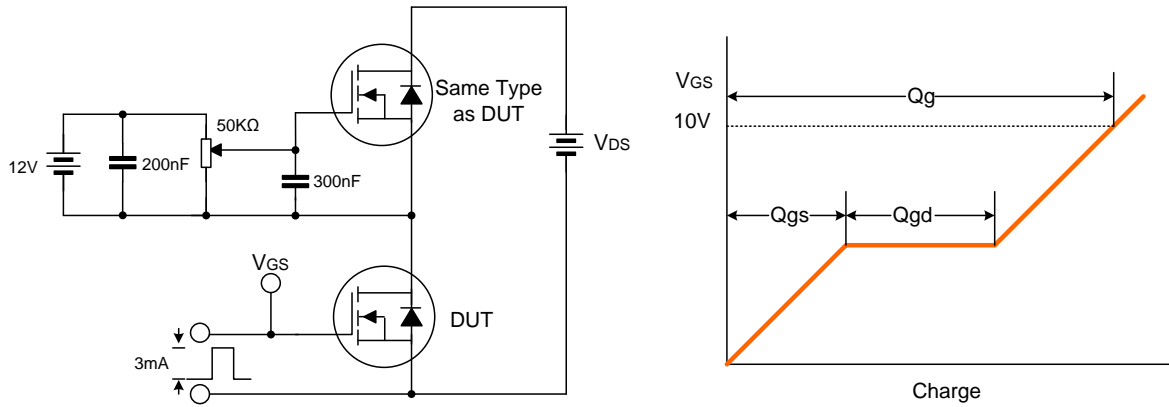 12V
200nF
50KΩ
300nF
Same Type
as DUT
VDS
VGS
DUT
3mA
VGS
10V
Qg
Qgs
Qgd
Charge